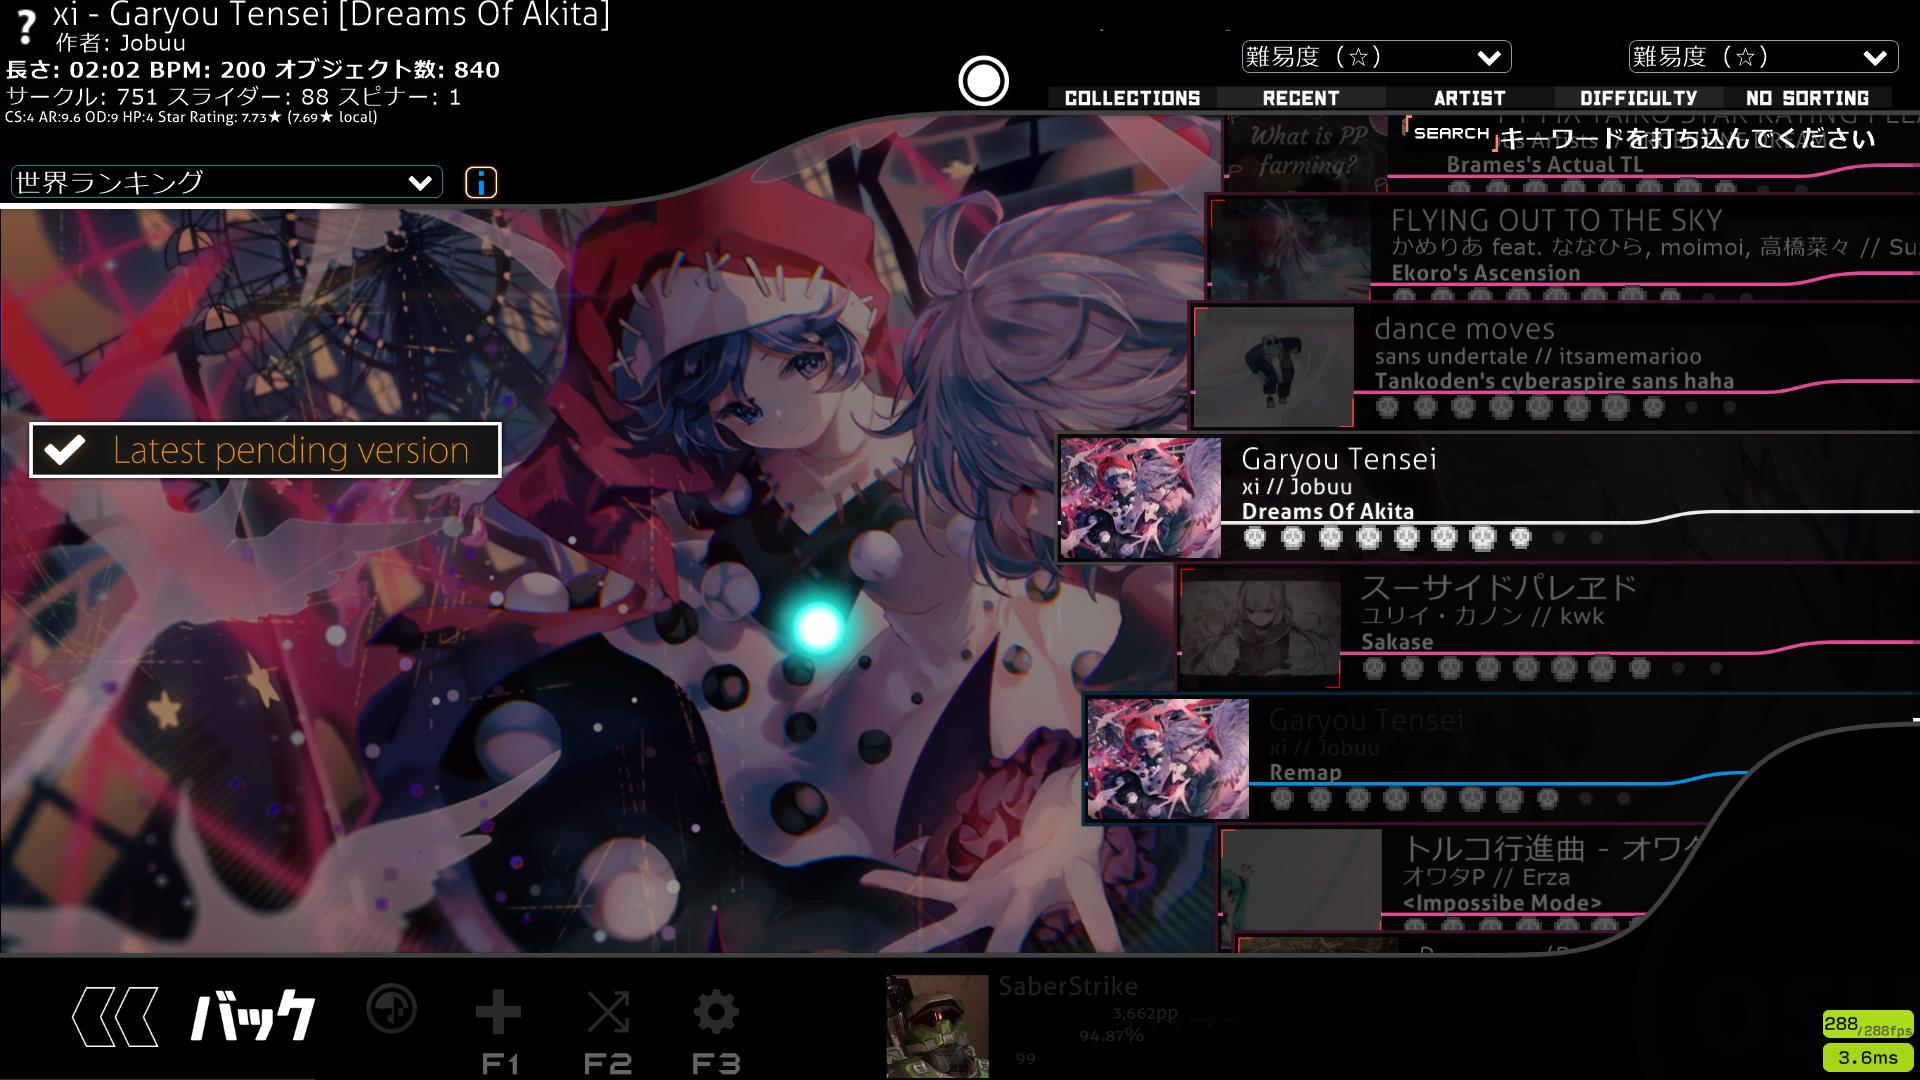 xi - Garyou Tensei [Dreams Of Akita]
作者: Jobuu
長さ: 02:02 BPM: 200 オブジェクト数: 840
サークル: 751 スライダー: 88 スピナー: 1
CS:4 AR:9.6 OD:9 HP:4 Star Rating: 7.73★ (7.69★ local)
世界ランキング
難易度（☆）
難易度（☆）
COLLECTIONS
RECENT
ARTIST
DIFFICULTY
NO SORTING
SEARCH
キーワードを打ち込んでください
What is PP
farming?
Brames's Actual TL
FLYING OUT TO THE SKY
かめりあ feat. ななひら, moimoi, 高橋菜々 // Su
Ekoro's Ascension
dance moves
sans undertale // itsamemarioo
Tankoden's cyberaspire sans haha
Latest pending version
Garyou Tensei
xi // Jobuu
Dreams Of Akita
スーサイドパレヱド
ユリイ・カノン // kwk
Sakase
Garyou Tensei
xi // Jobuu
Remap
トルコ行進曲 - オワタ
オワタP // Erza
<Impossibe Mode>
バック
F1
F2
F3
SaberStrike
3,662pp
94.87%
99
288/288fps
3.6ms